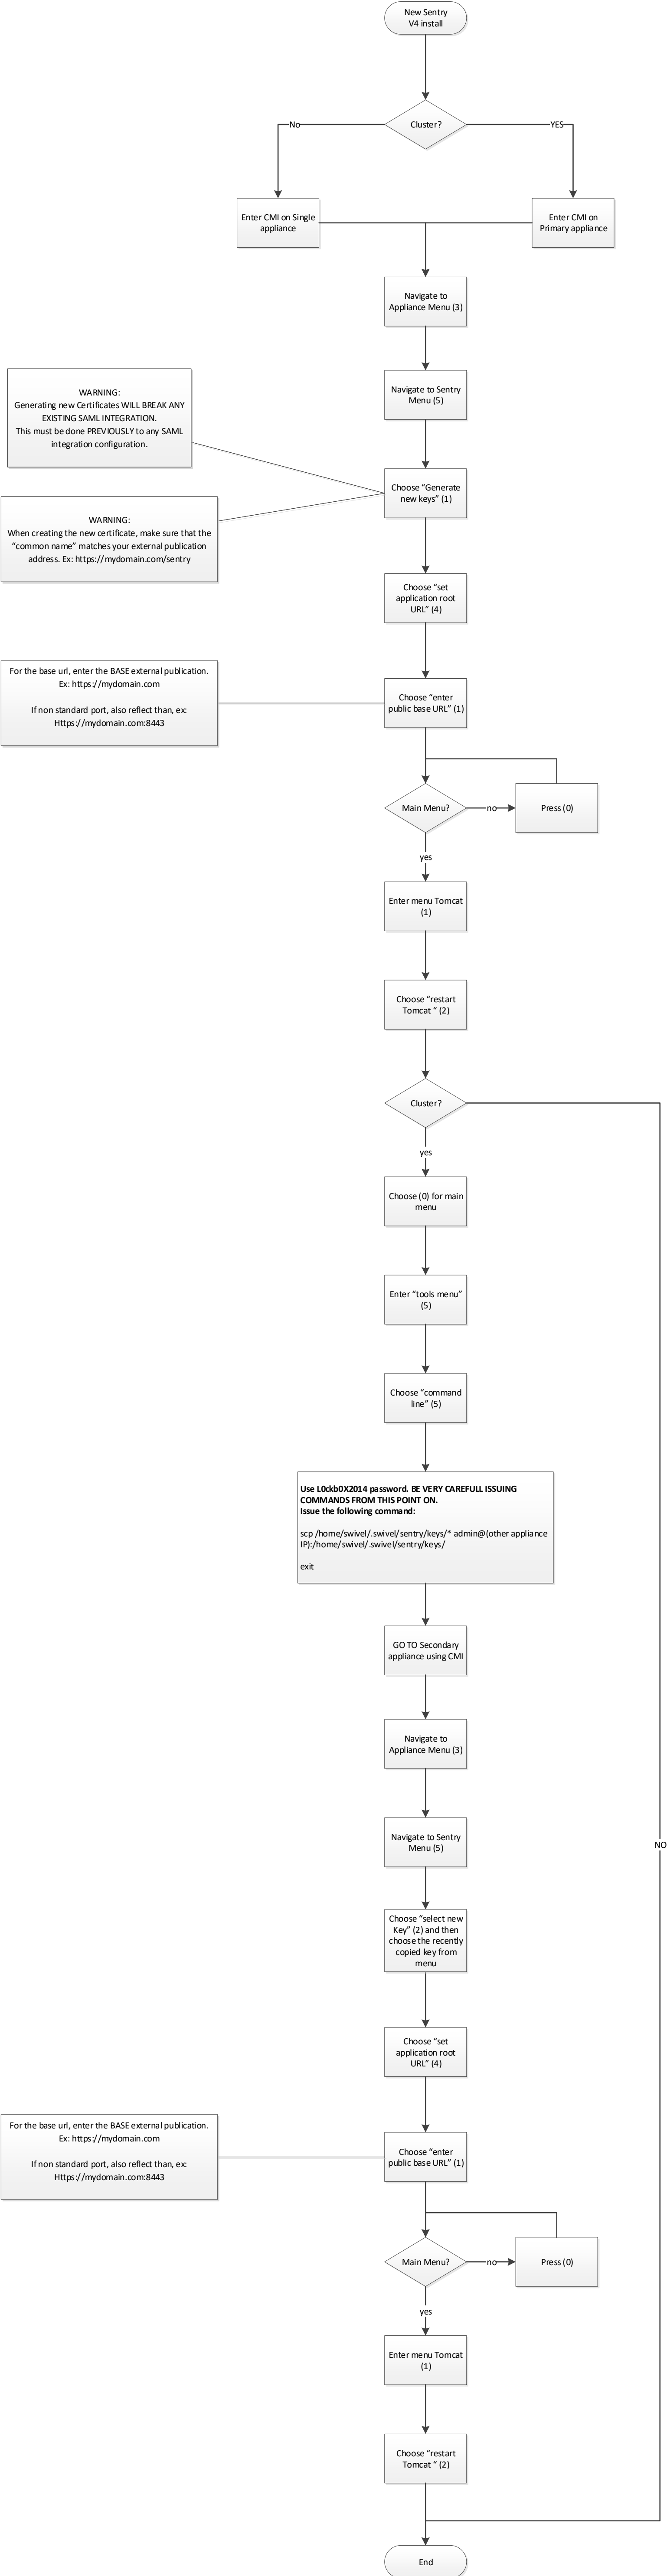 New Sentry
V4 install
Cluster?
No
YES
Enter CMI on Single
appliance
Enter CMI on
Primary appliance
Navigate to
Appliance Menu (3)
Navigate to Sentry
Menu (5)
WARNING:
Generating new Certificates WILL BREAK ANY
EXISTING SAML INTEGRATION.
This must be done PREVIOUSLY to any SAML
integration configuration.
Choose “Generate
new keys” (1)
WARNING:
When creating the new certificate, make sure that the
“common name” matches your external publication
address. Ex: https://mydomain.com/sentry
Choose “set
application root
URL” (4)
For the base url, enter the BASE external publication.
Ex: https://mydomain.com
If non standard port, also reflect than, ex:
Https://mydomain.com:8443
Choose “enter
public base URL” (1)
Main Menu?
no
Press (0)
yes
Enter menu Tomcat
(1)
Choose “restart
Tomcat “ (2)
Cluster?
yes
Choose (0) for main
menu
Enter “tools menu”
(5)
Choose “command
line” (5)
Use L0ckb0X2014 password. BE VERY CAREFULL ISSUING
COMMANDS FROM THIS POINT ON.
Issue the following command:
scp /home/swivel/.swivel/sentry/keys/* admin@(other appliance
IP):/home/swivel/.swivel/sentry/keys/
exit
GO TO Secondary
appliance using CMI
Navigate to
Appliance Menu (3)
Navigate to Sentry
Menu (5)
NO
Choose “select new
Key” (2) and then
choose the recently
copied key from
menu
Choose “set
application root
URL” (4)
For the base url, enter the BASE external publication.
Ex: https://mydomain.com
If non standard port, also reflect than, ex:
Https://mydomain.com:8443
Choose “enter
public base URL” (1)
Main Menu?
no
Press (0)
yes
Enter menu Tomcat
(1)
Choose “restart
Tomcat “ (2)
End